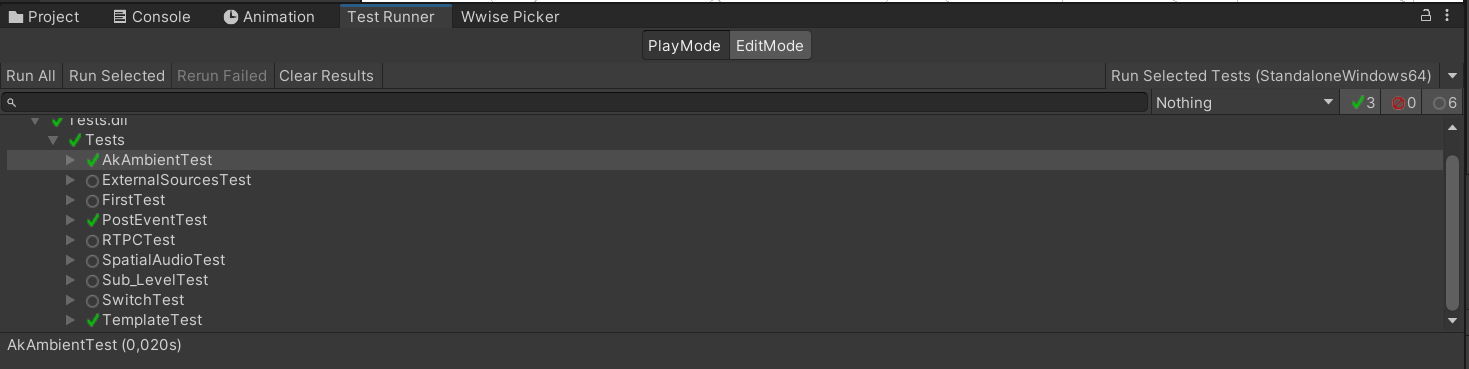 Project Console Animation Test Runner Wwise Picker
PlayMode EditMode
Run All Run Selected Rerun Failed Clear Results Run Selected Tests (StandaloneWindows64)
Nothing 3 0 6
Tests.dll
Tests
AkAmbientTest
ExternalSourcesTest
FirstTest
PostEventTest
RTPCTest
SpatialAudioTest
Sub_LevelTest
SwitchTest
TemplateTest
AkAmbientTest (0,020s)